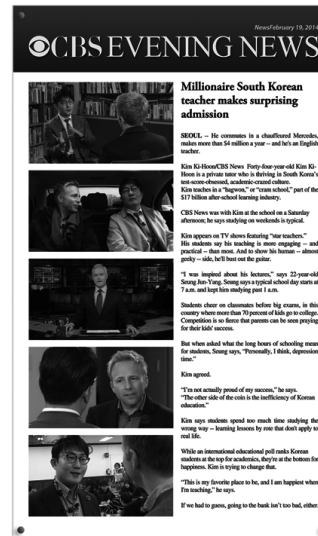 NewsFebruary 19, 2014
CBS EVENING NEWS
Millionaire South Korean
teacher makes surprising
admission
SEOUL -- He commutes in a chauffeured Mercedes,
makes more than $4 million a year -- and he's an English
teacher.
Kim Ki-Hoon/CBS News Forty-four-year-old Kim Ki-
Hoon is a private tutor who is thriving in South Korea's
test-score-obsessed, academic-crazed culture.
Kim teaches in a "hagwon," or "cram school," part of the
$17 billion after-school learning industry.
CBS News was with Kim at the school on a Saturday
afternoon; he says studying on weekends is typical.
Kim appears on TV shows featuring "star teachers."
His students say his teaching is more engaging -- and
practical -- than most. And to show his human -- almost
geeky -- side, he'll bust out the guitar.
"I was inspired about his lectures," says 22-year-old
Seung Jun-Yang. Seung says a typical school day starts at
7 a.m. and kept him studying past 1 a.m.
Students cheer on classmates before big exams, in this
country where more than 70 percent of kids go to college.
Competition is so fierce that parents can be seen praying
for their kids' success.
But when asked what the long hours of schooling mean
for students, Seung says, "Personally, I think, depression
time."
Kim agreed.
"I'm not actually proud of my success," he says.
"The other side of the coin is the inefficiency of Korean
education."
Kim says students spend too much time studying the
wrong way -- learning lessons by rote that don't apply to
real life.
While an international educational poll ranks Korean
students at the top for academics, they're at the bottom for
happiness. Kim is trying to change that.
"This is my favorite place to be, and I am happiest when
I'm teaching," he says.
If we had to guess, going to the bank isn't too bad, either.